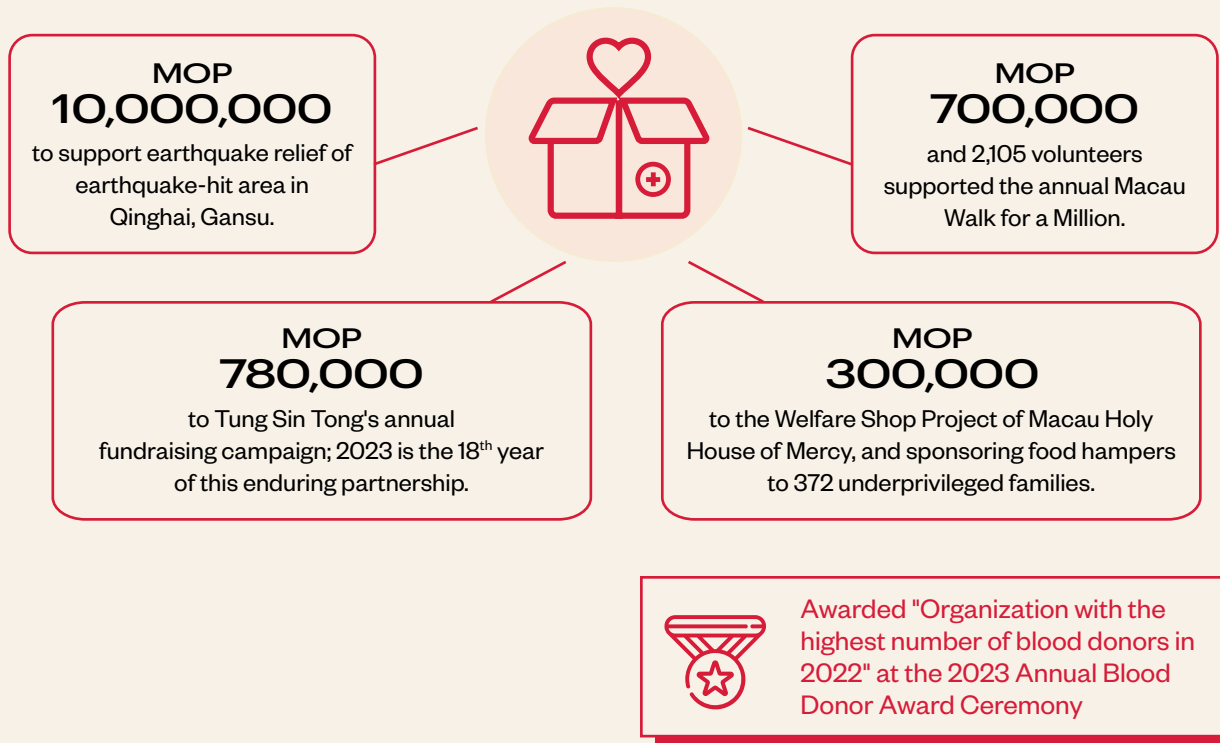 MOP
10,000,000
to support earthquake relief of
earthquake-hit area in
Qinghai, Gansu.
MOP
700,000
and 2,105 volunteers
supported the annual Macau
Walk for a Million.
MOP
780,000
to Tung Sin Tong's annual
fundraising campaign; 2023 is the 18th year
of this enduring partnership.
MOP
300,000
to the Welfare Shop Project of Macau Holy
House of Mercy, and sponsoring food hampers
to 372 underprivileged families.
Awarded "Organization with the
highest number of blood donors in
2022" at the 2023 Annual Blood
Donor Award Ceremony